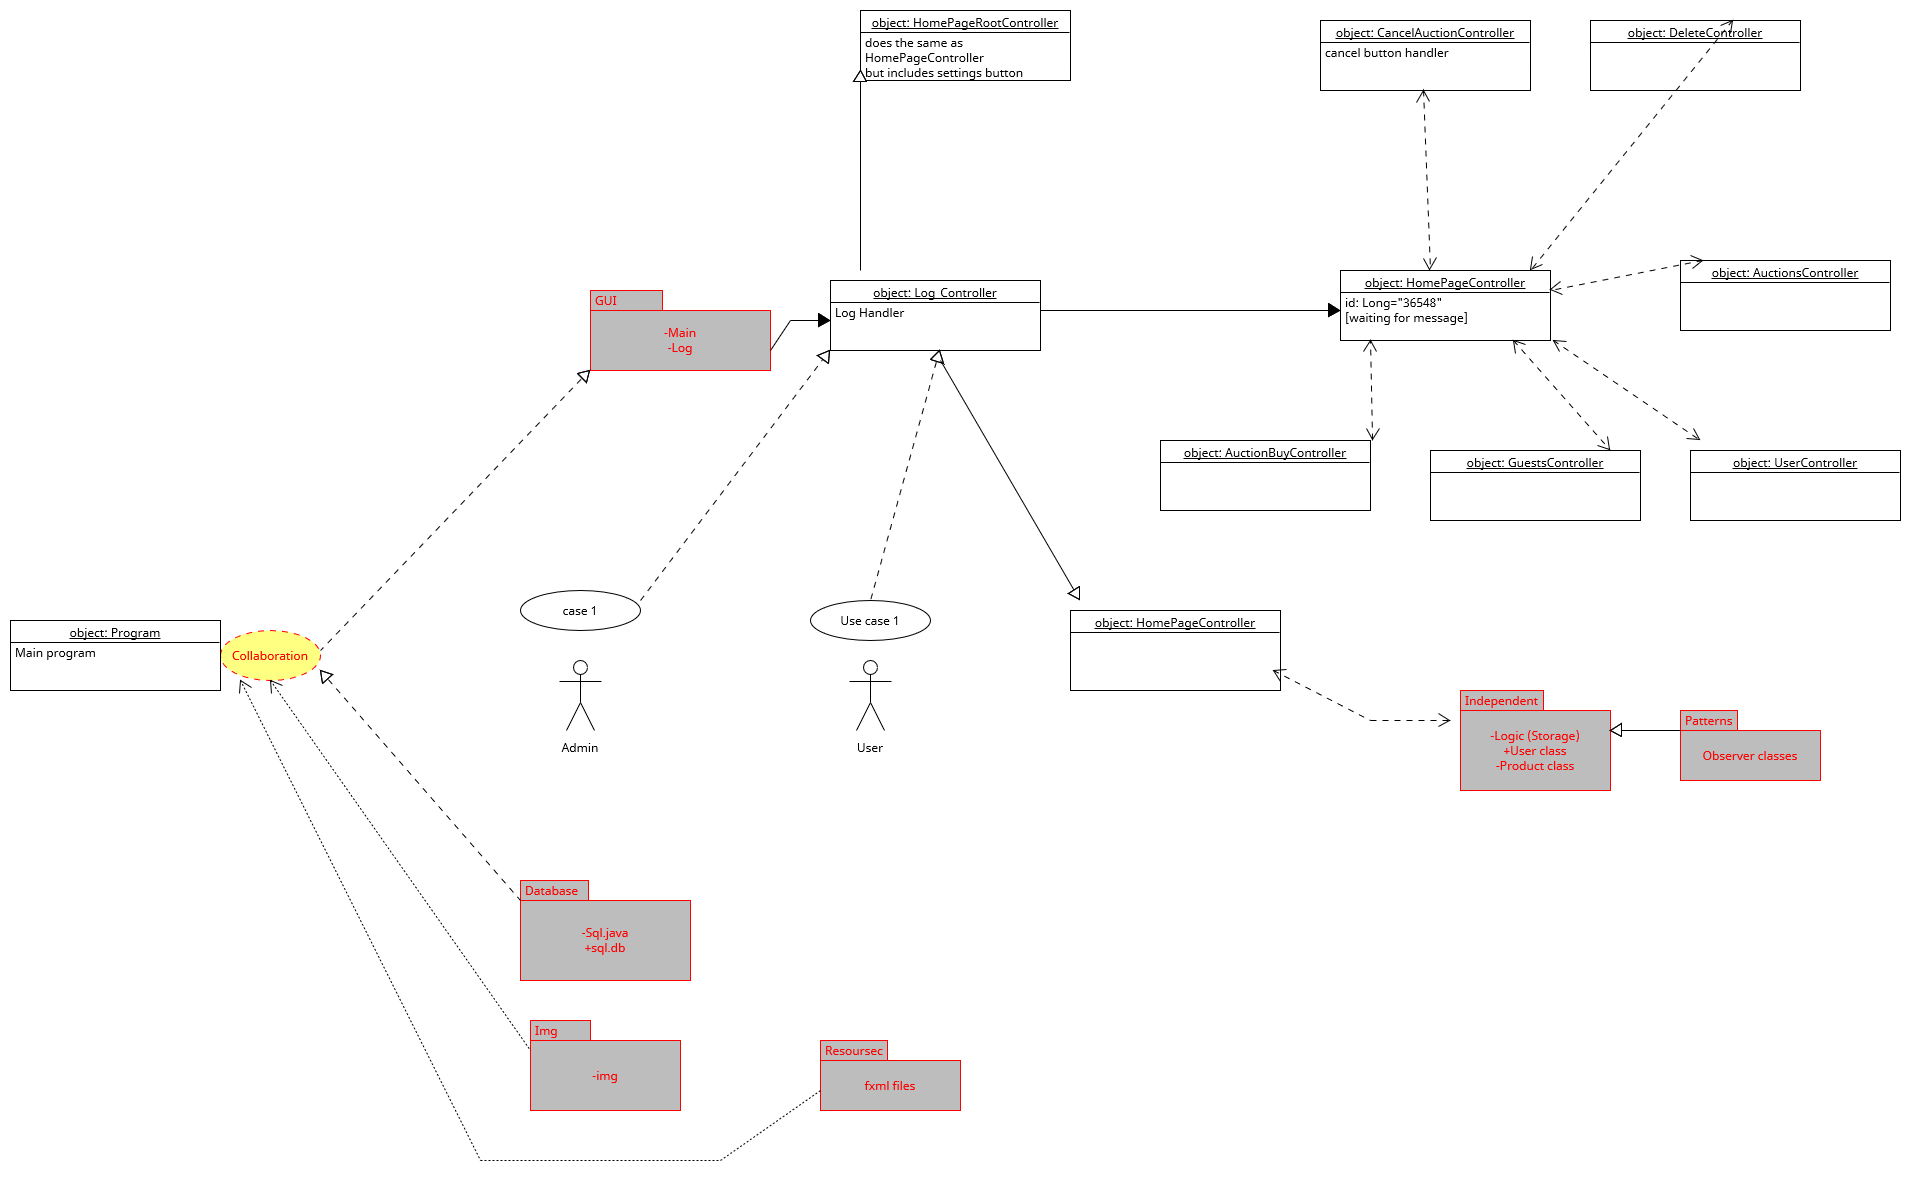 object: HomePageRootController
does the same as
HomePageController
but includes settings button
object: CancelAuctionController
cancel button handler
object: DeleteController
GUI
-Main
-Log
object: Log_Controller
Log Handler
object: HomePageController
id: Long="36548"
[waiting for message]
object: AuctionsController
object: AuctionBuyController
object: GuestsController
object: UserController
object: Program
Main program
Collaboration
case 1
Admin
Use case 1
User
object: HomePageController
Independent
-Logic (Storage)
+User class
-Product class
Patterns
Observer classes
Database
-Sql.java
+sql.db
Img
-img
Resoursec
fxml files